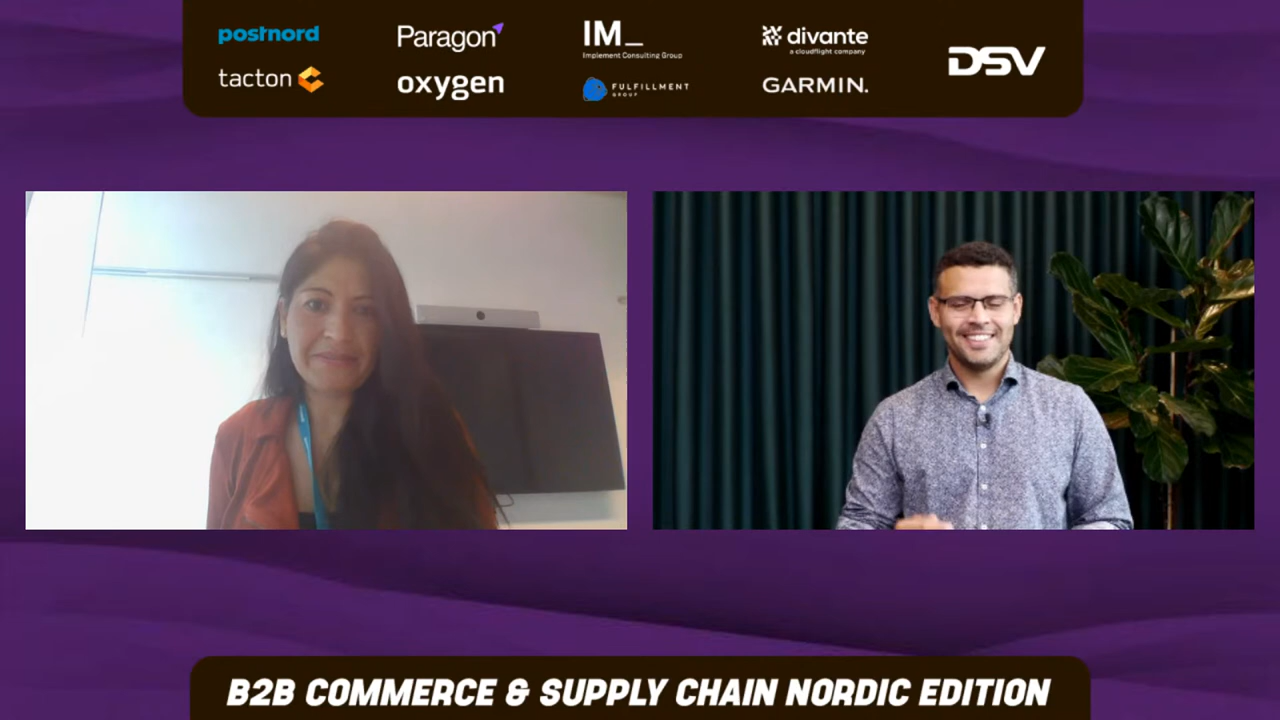 postnord
Paragon
IM_
Implement Consulting Group
divante
a cloudflight company
DSV
tacton
oxygen
FULFILLMENT
GROUP
GARMIN.
B2B COMMERCE & SUPPLY CHAIN NORDIC EDITION